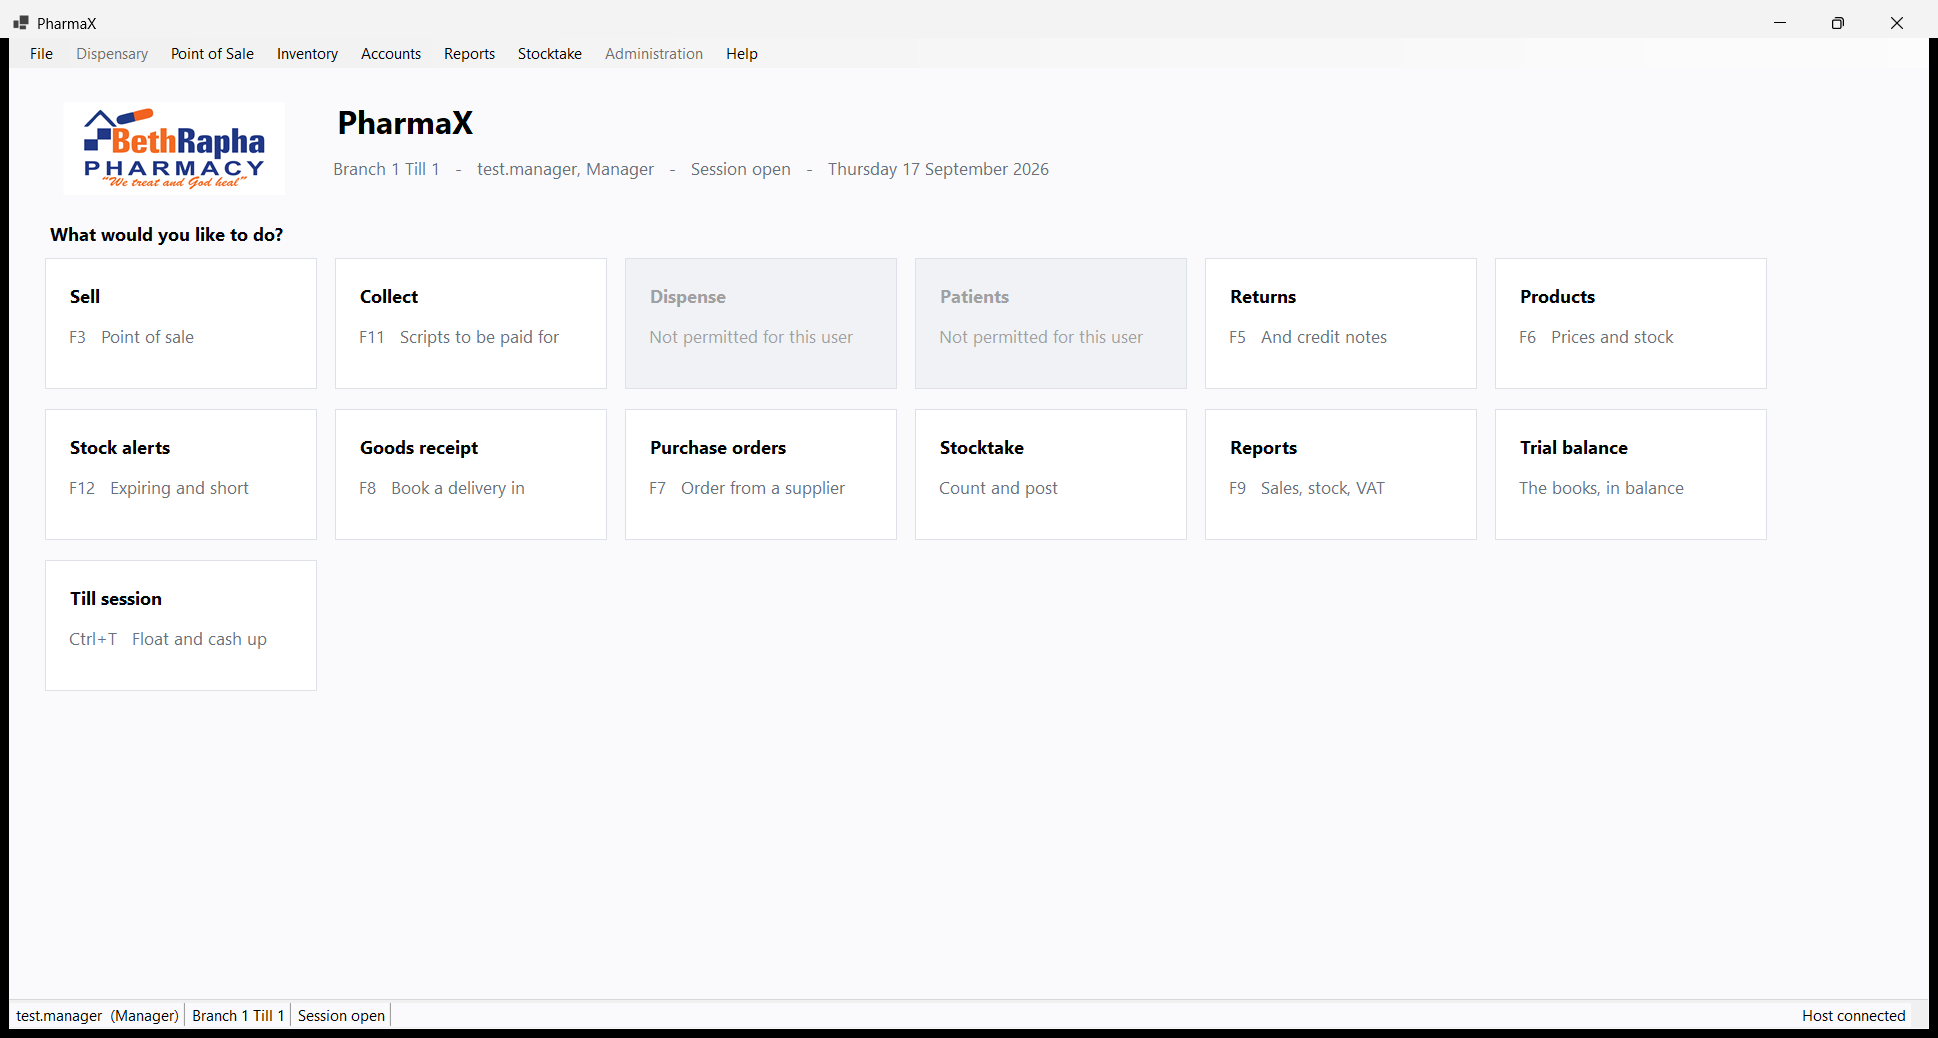 PharmaX
File Dispensary Point of Sale Inventory Accounts Reports Stocktake Administration Help
BethRapha
PHARMACY
"We treat and God heal"
PharmaX
Branch 1 Till 1 - test.manager, Manager - Session open - Thursday 17 September 2026
What would you like to do?
Sell
F3 Point of sale
Collect
F11 Scripts to be paid for
Dispense
Not permitted for this user
Patients
Not permitted for this user
Returns
F5 And credit notes
Products
F6 Prices and stock
Stock alerts
F12 Expiring and short
Goods receipt
F8 Book a delivery in
Purchase orders
F7 Order from a supplier
Stocktake
Count and post
Reports
F9 Sales, stock, VAT
Trial balance
The books, in balance
Till session
Ctrl+T Float and cash up
test.manager (Manager) Branch 1 Till 1 Session open Host connected